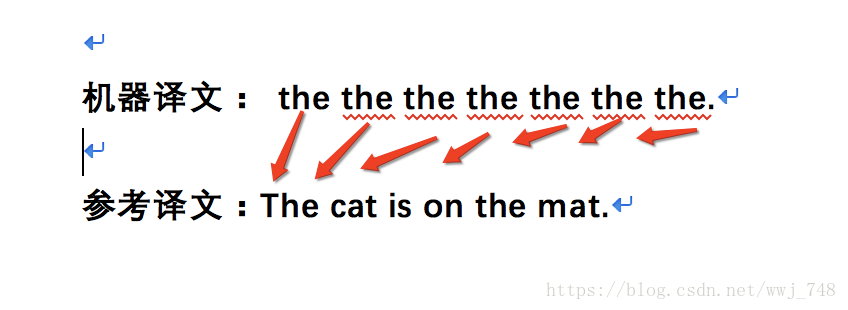 机器译文： the the the the the the the.
参考译文：The cat is on the mat.
https://blog.csdn.net/wwj_748